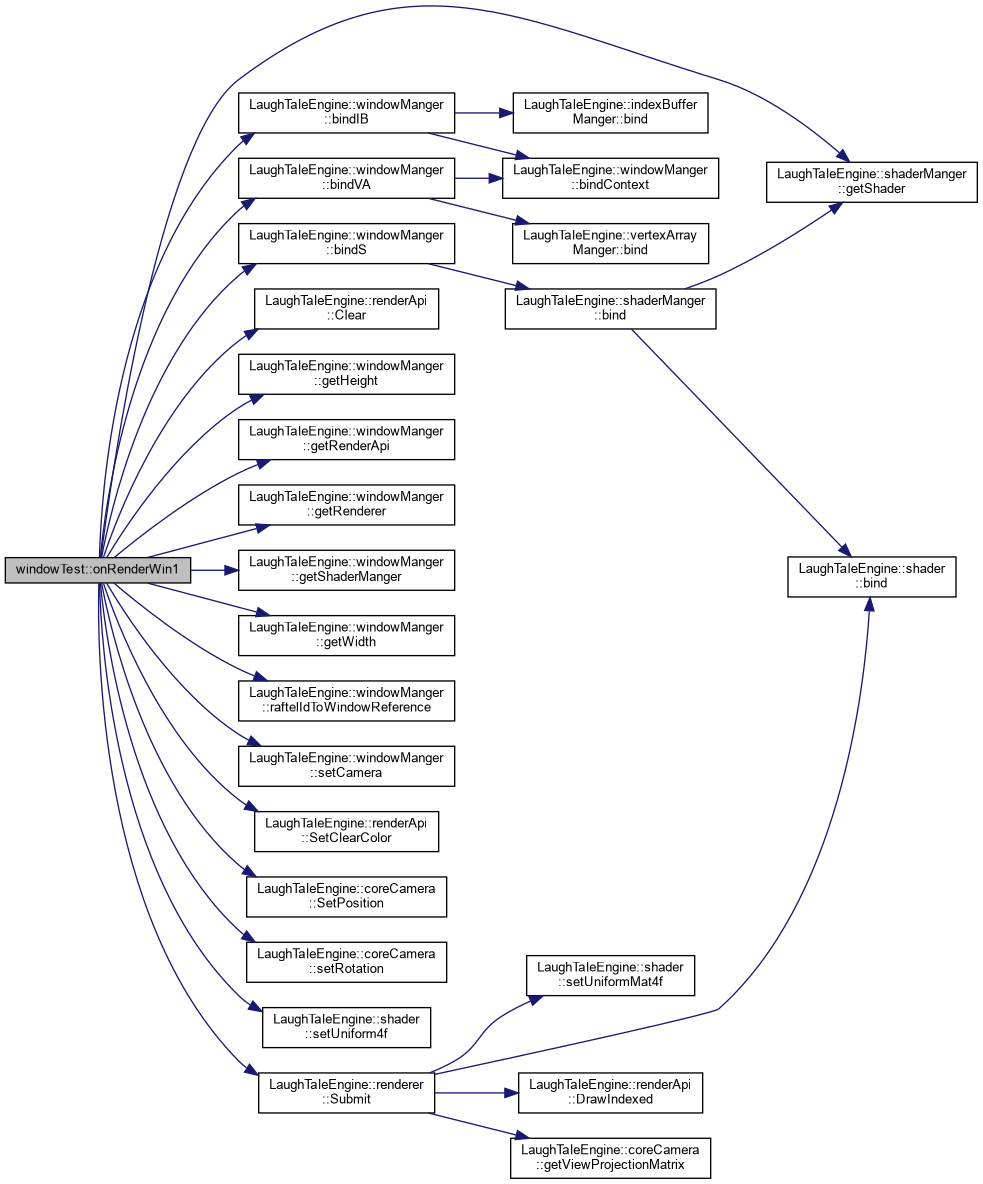 windowTest::onRenderWin1
LaughTaleEngine::windowManger
::bindIB
LaughTaleEngine::windowManger
::bindVA
LaughTaleEngine::windowManger
::bindS
LaughTaleEngine::renderApi
::Clear
LaughTaleEngine::windowManger
::getHeight
LaughTaleEngine::windowManger
::getRenderApi
LaughTaleEngine::windowManger
::getRenderer
LaughTaleEngine::windowManger
::getShaderManger
LaughTaleEngine::windowManger
::getWidth
LaughTaleEngine::windowManger
::raftelIdToWindowReference
LaughTaleEngine::windowManger
::setCamera
LaughTaleEngine::renderApi
::SetClearColor
LaughTaleEngine::coreCamera
::SetPosition
LaughTaleEngine::coreCamera
::setRotation
LaughTaleEngine::shader
::setUniform4f
LaughTaleEngine::renderer
::Submit
LaughTaleEngine::indexBuffer
Manger::bind
LaughTaleEngine::windowManger
::bindContext
LaughTaleEngine::vertexArray
Manger::bind
LaughTaleEngine::shaderManger
::bind
LaughTaleEngine::shader
::setUniformMat4f
LaughTaleEngine::renderApi
::DrawIndexed
LaughTaleEngine::coreCamera
::getViewProjectionMatrix
LaughTaleEngine::shaderManger
::getShader
LaughTaleEngine::shader
::bind